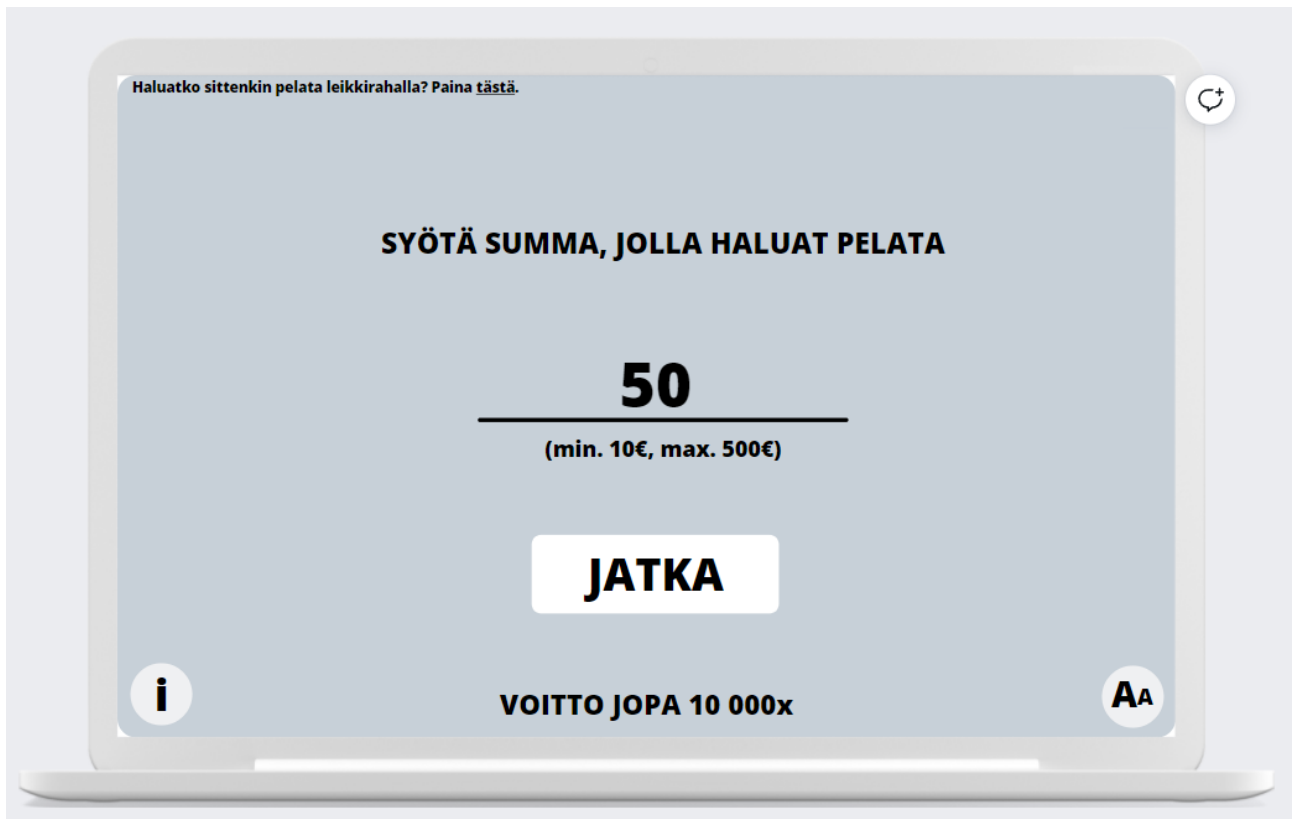 Haluatko sittenkin pelata leikkirahalla? Paina tästä.
SYÖTÄ SUMMA, JOLLA HALUAT PELATA
50
(min. 10€, max. 500€)
JATKA
i
VOITTO JOPA 10 000x
AA